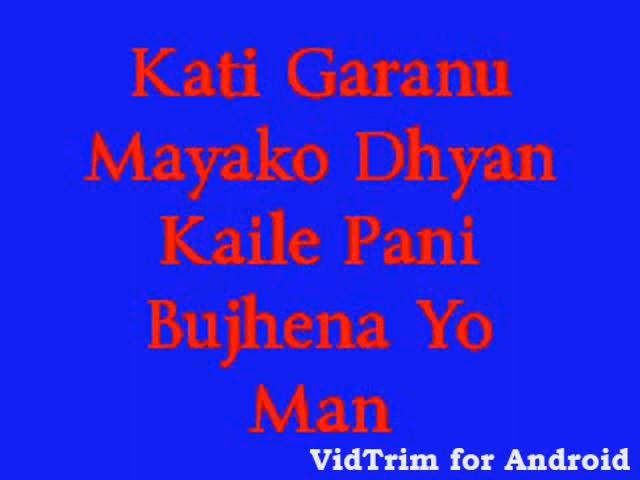 Kati Garanu
Mayako Dhyan
Kaile Pani
Bujhena Yo
Man
VidTrim for Android